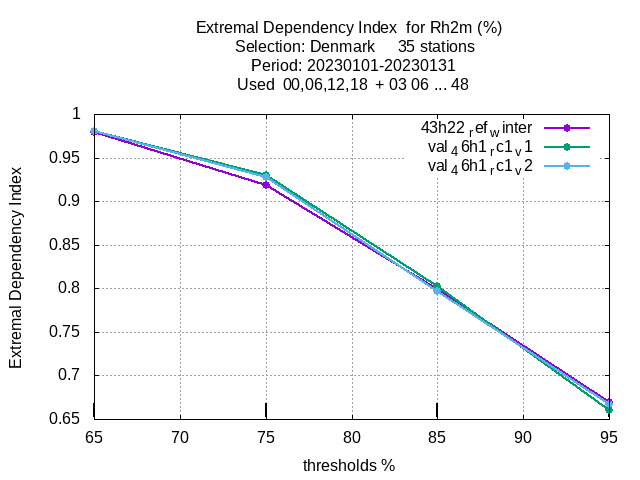 Extremal Dependency Index for Rh2m (%)
Selection: Denmark 35 stations
Period: 20230101-20230131
Used 00,06,12,18 + 03 06 ... 48
43h22 ref winter
val 4 6h1 r c1 v 1
val 4 6h1 r c1 v 2
1
0.95
0.9
0.85
0.8
0.75
0.7
0.65
Extremal Dependency Index
65 70 75 80 85 90 95
thresholds %